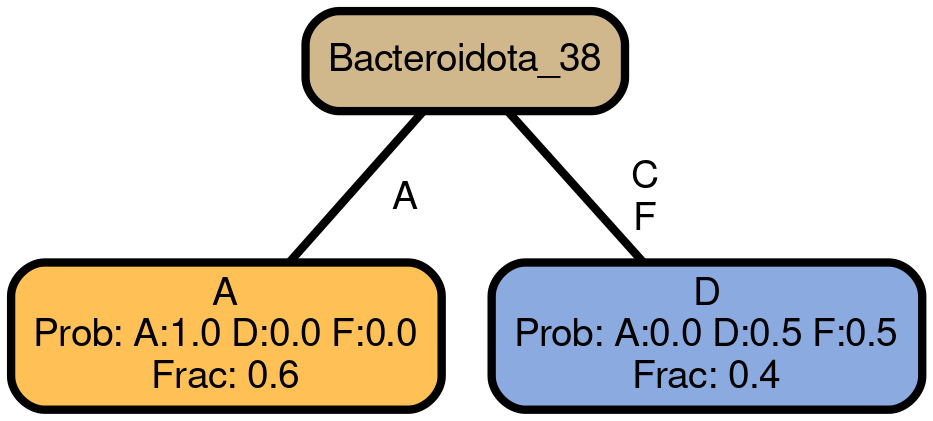 Bacteroidota_38
A
C
F
A
Prob: A:1.0 D:0.0 F:0.0
Frac: 0.6
D
Prob: A:0.0 D:0.5 F:0.5
Frac: 0.4